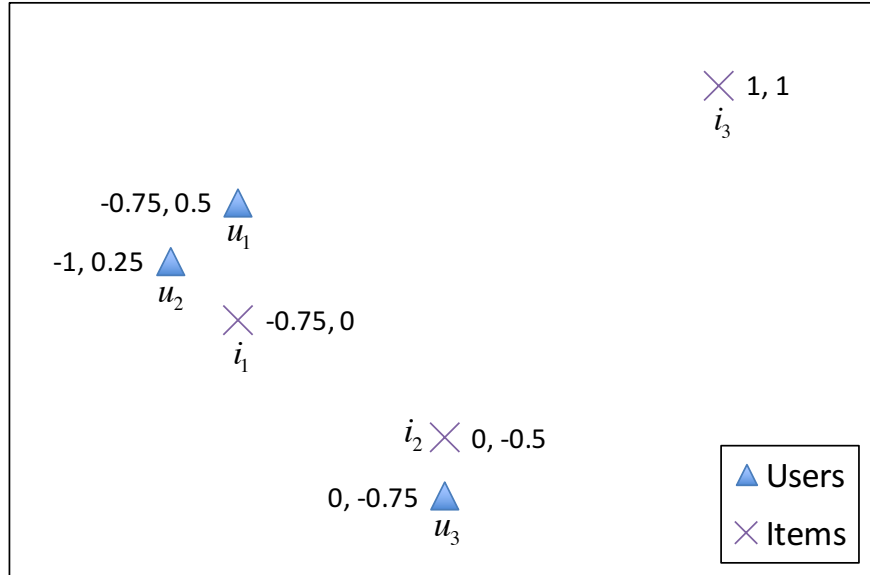 1, 1
i₃
-0.75, 0.5
u₁
-1, 0.25
u₂
-0.75, 0
i₁
i₂ 0, -0.5
0, -0.75
u₃
Users
Items